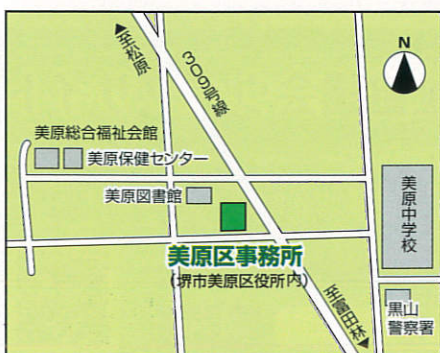 ▲至松原
309号線
N
美原総合福祉会館
美原保健センター
美原図書館
美原中学校
美原区事務所
(堺市美原区役所内)
至富田林▼
黒山
警察署